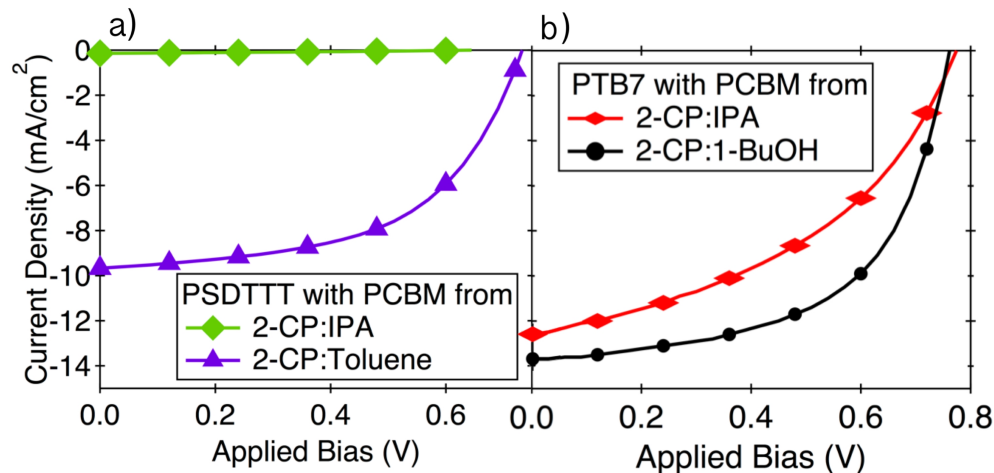 a)
b)
Current Density (mA/cm²)
0
-2
-4
-6
-8
-10
-12
-14
PSDTTT with PCBM from
2-CP:IPA
2-CP:Toluene
0.0
0.2
0.4
0.6
Applied Bias (V)
PTB7 with PCBM from
2-CP:IPA
2-CP:1-BuOH
0.0
0.2
0.4
0.6
0.8
Applied Bias (V)